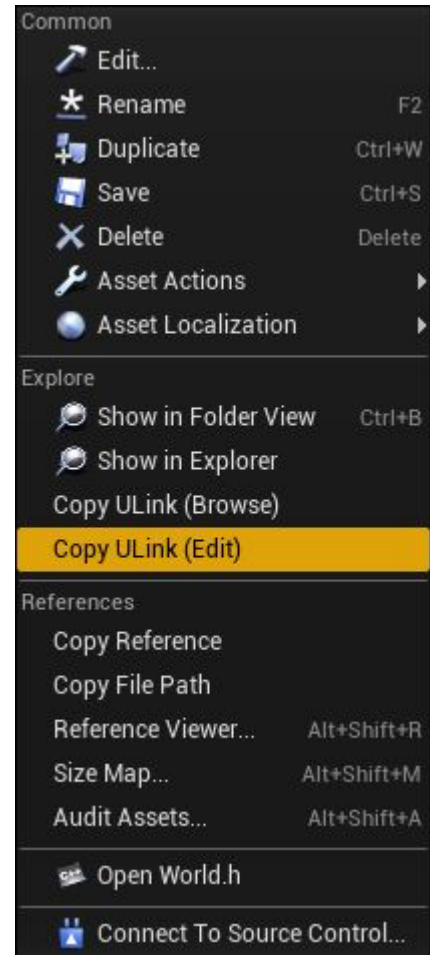 Common
Edit...
Rename F2
Duplicate Ctrl+W
Save Ctrl+S
Delete Delete
Asset Actions
Asset Localization
Explore
Show in Folder View Ctrl+B
Show in Explorer
Copy ULink (Browse)
Copy ULink (Edit)
References
Copy Reference
Copy File Path
Reference Viewer... Alt+Shift+R
Size Map... Alt+Shift+M
Audit Assets... Alt+Shift+A
Open World.h
Connect To Source Control...